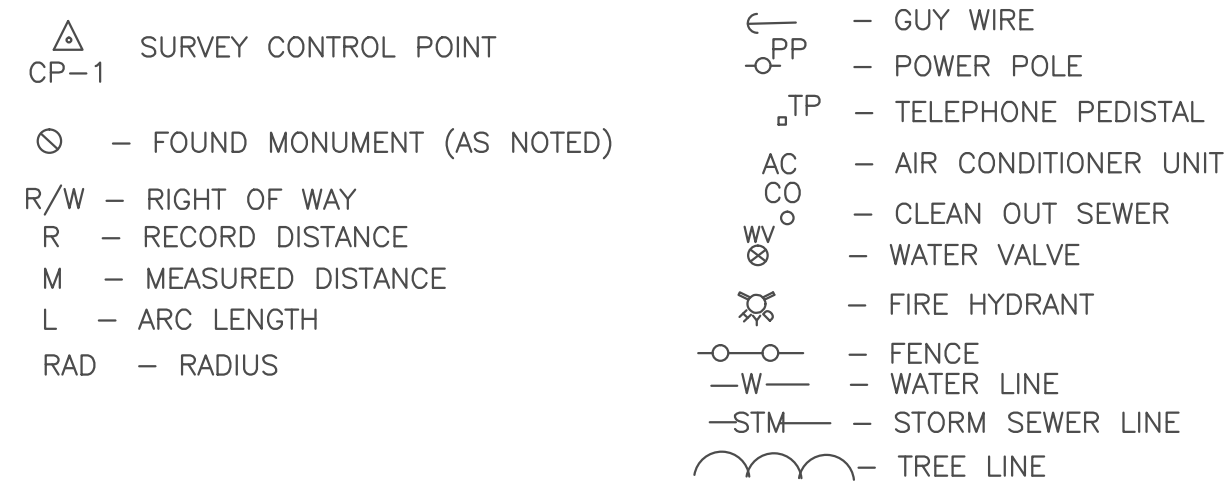 SURVEY CONTROL POINT
CP-1
— FOUND MONUMENT (AS NOTED)
R/W — RIGHT OF WAY
R — RECORD DISTANCE
M — MEASURED DISTANCE
L — ARC LENGTH
RAD — RADIUS
— GUY WIRE
PP
— POWER POLE
TP — TELEPHONE PEDISTAL
AC — AIR CONDITIONER UNIT
CO
— CLEAN OUT SEWER
WV
— WATER VALVE
— FIRE HYDRANT
— FENCE
W — WATER LINE
STM — STORM SEWER LINE
— TREE LINE